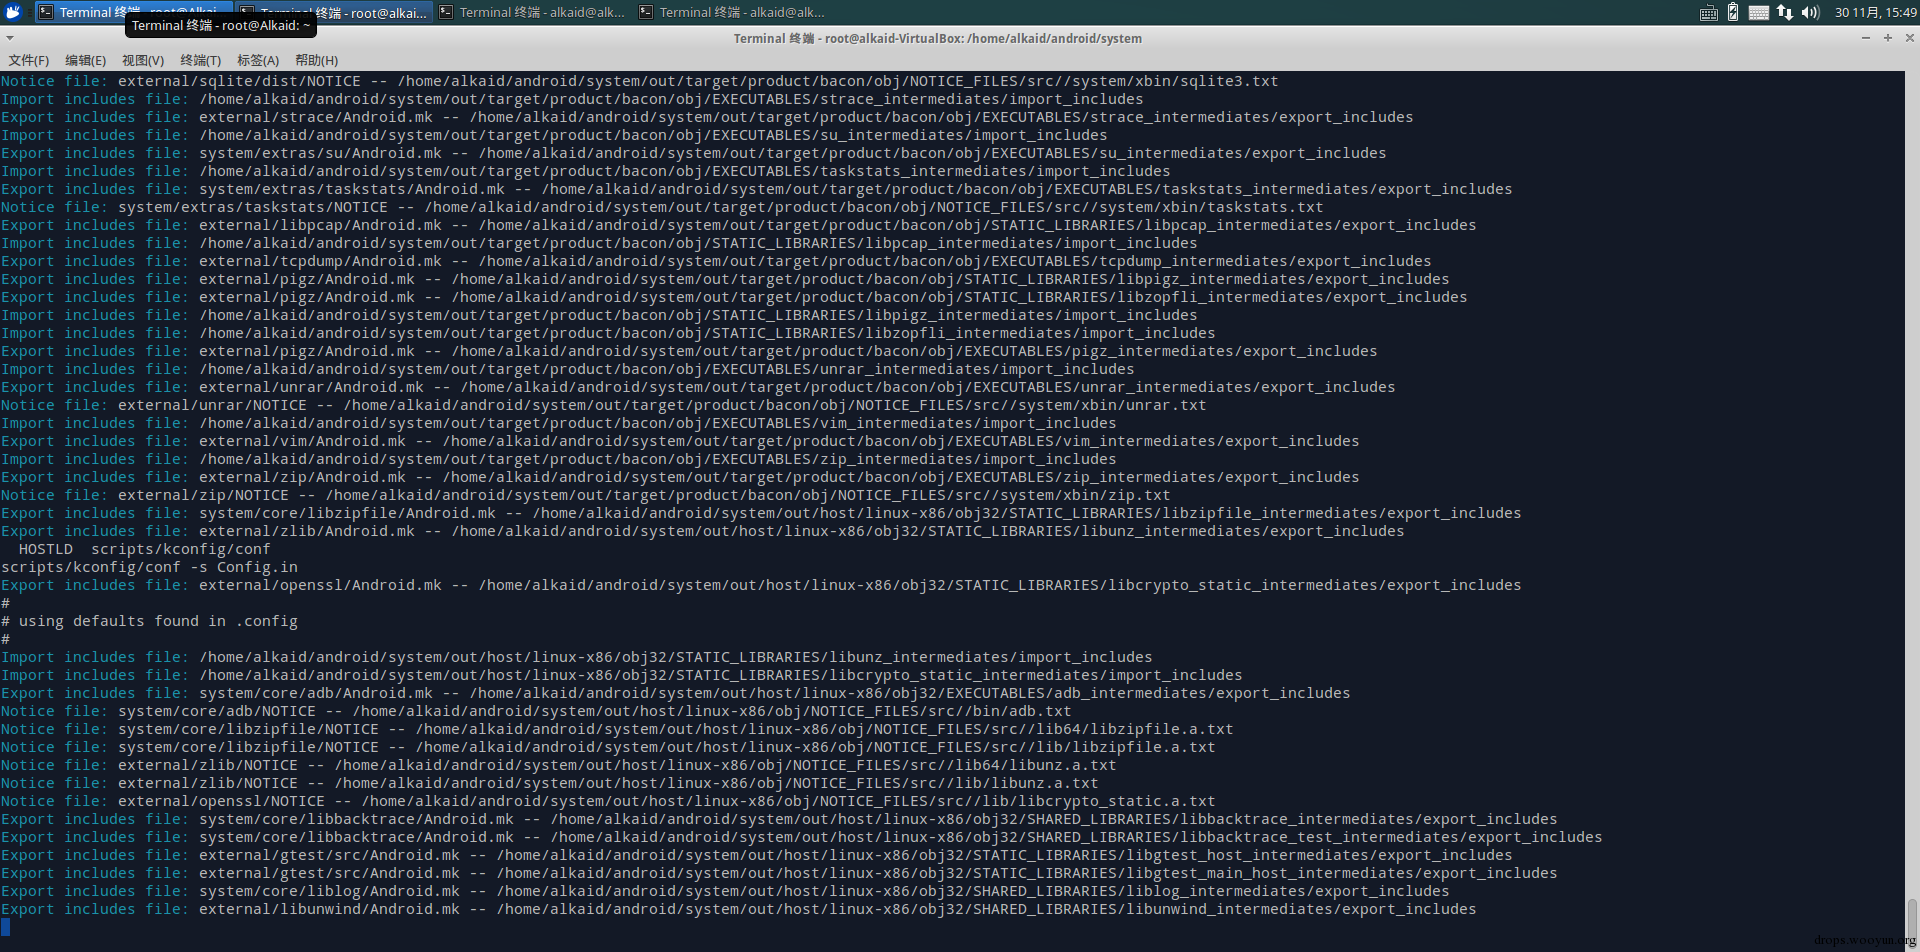 Terminal 终端 - root@Alkai...
Terminal 终端 - root@alkai...
Terminal 终端 - alkaid@alk...
Terminal 终端 - alkaid@alk...
30 11月, 15:49
Terminal 终端 - root@Alkaid: ~
Terminal 终端 - root@alkaid-VirtualBox: /home/alkaid/android/system
文件(F) 编辑(E) 视图(V) 终端(T) 标签(A) 帮助(H)
Notice file: external/sqlite/dist/NOTICE -- /home/alkaid/android/system/out/target/product/bacon/obj/NOTICE_FILES/src//system/xbin/sqlite3.txt
Import includes file: /home/alkaid/android/system/out/target/product/bacon/obj/EXECUTABLES/strace_intermediates/import_includes
Export includes file: external/strace/Android.mk -- /home/alkaid/android/system/out/target/product/bacon/obj/EXECUTABLES/strace_intermediates/export_includes
Import includes file: /home/alkaid/android/system/out/target/product/bacon/obj/EXECUTABLES/su_intermediates/import_includes
Export includes file: system/extras/su/Android.mk -- /home/alkaid/android/system/out/target/product/bacon/obj/EXECUTABLES/su_intermediates/export_includes
Import includes file: /home/alkaid/android/system/out/target/product/bacon/obj/EXECUTABLES/taskstats_intermediates/import_includes
Export includes file: system/extras/taskstats/Android.mk -- /home/alkaid/android/system/out/target/product/bacon/obj/EXECUTABLES/taskstats_intermediates/export_includes
Notice file: system/extras/taskstats/NOTICE -- /home/alkaid/android/system/out/target/product/bacon/obj/NOTICE_FILES/src//system/xbin/taskstats.txt
Export includes file: external/libpcap/Android.mk -- /home/alkaid/android/system/out/target/product/bacon/obj/STATIC_LIBRARIES/libpcap_intermediates/export_includes
Import includes file: /home/alkaid/android/system/out/target/product/bacon/obj/STATIC_LIBRARIES/libpcap_intermediates/import_includes
Export includes file: external/tcpdump/Android.mk -- /home/alkaid/android/system/out/target/product/bacon/obj/EXECUTABLES/tcpdump_intermediates/export_includes
Export includes file: external/pigz/Android.mk -- /home/alkaid/android/system/out/target/product/bacon/obj/STATIC_LIBRARIES/libpigz_intermediates/export_includes
Export includes file: external/pigz/Android.mk -- /home/alkaid/android/system/out/target/product/bacon/obj/STATIC_LIBRARIES/libzopfli_intermediates/export_includes
Import includes file: /home/alkaid/android/system/out/target/product/bacon/obj/STATIC_LIBRARIES/libpigz_intermediates/import_includes
Import includes file: /home/alkaid/android/system/out/target/product/bacon/obj/STATIC_LIBRARIES/libzopfli_intermediates/import_includes
Export includes file: external/pigz/Android.mk -- /home/alkaid/android/system/out/target/product/bacon/obj/EXECUTABLES/pigz_intermediates/export_includes
Import includes file: /home/alkaid/android/system/out/target/product/bacon/obj/EXECUTABLES/unrar_intermediates/import_includes
Export includes file: external/unrar/Android.mk -- /home/alkaid/android/system/out/target/product/bacon/obj/EXECUTABLES/unrar_intermediates/export_includes
Notice file: external/unrar/NOTICE -- /home/alkaid/android/system/out/target/product/bacon/obj/NOTICE_FILES/src//system/xbin/unrar.txt
Import includes file: /home/alkaid/android/system/out/target/product/bacon/obj/EXECUTABLES/vim_intermediates/import_includes
Export includes file: external/vim/Android.mk -- /home/alkaid/android/system/out/target/product/bacon/obj/EXECUTABLES/vim_intermediates/export_includes
Import includes file: /home/alkaid/android/system/out/target/product/bacon/obj/EXECUTABLES/zip_intermediates/import_includes
Export includes file: external/zip/Android.mk -- /home/alkaid/android/system/out/target/product/bacon/obj/EXECUTABLES/zip_intermediates/export_includes
Notice file: external/zip/NOTICE -- /home/alkaid/android/system/out/target/product/bacon/obj/NOTICE_FILES/src//system/xbin/zip.txt
Export includes file: system/core/libzipfile/Android.mk -- /home/alkaid/android/system/out/host/linux-x86/obj32/STATIC_LIBRARIES/libzipfile_intermediates/export_includes
Export includes file: external/zlib/Android.mk -- /home/alkaid/android/system/out/host/linux-x86/obj32/STATIC_LIBRARIES/libunz_intermediates/export_includes
HOSTLD scripts/kconfig/conf
scripts/kconfig/conf -s Config.in
Export includes file: external/openssl/Android.mk -- /home/alkaid/android/system/out/host/linux-x86/obj32/STATIC_LIBRARIES/libcrypto_static_intermediates/export_includes
#
# using defaults found in .config
#
Import includes file: /home/alkaid/android/system/out/host/linux-x86/obj32/STATIC_LIBRARIES/libunz_intermediates/import_includes
Import includes file: /home/alkaid/android/system/out/host/linux-x86/obj32/STATIC_LIBRARIES/libcrypto_static_intermediates/import_includes
Export includes file: system/core/adb/Android.mk -- /home/alkaid/android/system/out/host/linux-x86/obj32/EXECUTABLES/adb_intermediates/export_includes
Notice file: system/core/adb/NOTICE -- /home/alkaid/android/system/out/host/linux-x86/obj/NOTICE_FILES/src//bin/adb.txt
Notice file: system/core/libzipfile/NOTICE -- /home/alkaid/android/system/out/host/linux-x86/obj/NOTICE_FILES/src//lib64/libzipfile.a.txt
Notice file: system/core/libzipfile/NOTICE -- /home/alkaid/android/system/out/host/linux-x86/obj/NOTICE_FILES/src//lib/libzipfile.a.txt
Notice file: external/zlib/NOTICE -- /home/alkaid/android/system/out/host/linux-x86/obj/NOTICE_FILES/src//lib64/libunz.a.txt
Notice file: external/zlib/NOTICE -- /home/alkaid/android/system/out/host/linux-x86/obj/NOTICE_FILES/src//lib/libunz.a.txt
Notice file: external/openssl/NOTICE -- /home/alkaid/android/system/out/host/linux-x86/obj/NOTICE_FILES/src//lib/libcrypto_static.a.txt
Export includes file: system/core/libbacktrace/Android.mk -- /home/alkaid/android/system/out/host/linux-x86/obj32/SHARED_LIBRARIES/libbacktrace_intermediates/export_includes
Export includes file: system/core/libbacktrace/Android.mk -- /home/alkaid/android/system/out/host/linux-x86/obj32/SHARED_LIBRARIES/libbacktrace_test_intermediates/export_includes
Export includes file: external/gtest/src/Android.mk -- /home/alkaid/android/system/out/host/linux-x86/obj32/STATIC_LIBRARIES/libgtest_host_intermediates/export_includes
Export includes file: external/gtest/src/Android.mk -- /home/alkaid/android/system/out/host/linux-x86/obj32/STATIC_LIBRARIES/libgtest_main_host_intermediates/export_includes
Export includes file: system/core/liblog/Android.mk -- /home/alkaid/android/system/out/host/linux-x86/obj32/SHARED_LIBRARIES/liblog_intermediates/export_includes
Export includes file: external/libunwind/Android.mk -- /home/alkaid/android/system/out/host/linux-x86/obj32/SHARED_LIBRARIES/libunwind_intermediates/export_includes
drops.wooyun.org